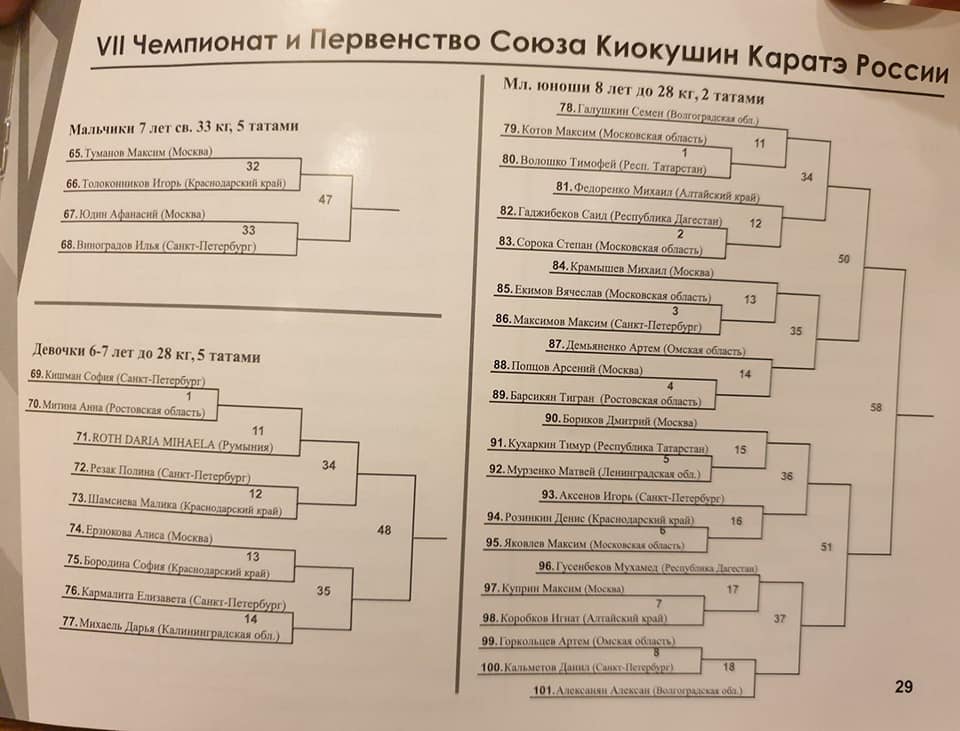 VII Чемпионат и Первенство Союза Киокушин Каратэ России
Мальчики 7 лет св. 33 кг, 5 татами
65. Туманов Максим (Москва)
32
66. Толоконников Игорь (Краснодарский край)
47
67. Юдин Афанасий (Москва)
33
68. Виноградов Илья (Санкт-Петербург)
Девочки 6-7 лет до 28 кг, 5 татами
69. Кишман София (Санкт-Петербург)
1
70. Митина Анна (Ростовская область)
11
71. ROTH DARIA MIHAELA (Румыния)
34
72. Резак Полина (Санкт-Петербург)
12
73. Шамсиева Малика (Краснодарский край)
48
74. Ерзюкова Алиса (Москва)
13
75. Бородина София (Краснодарский край)
35
76. Кармалита Елизавета (Санкт-Петербург)
14
77. Михаель Дарья (Калининградская обл.)
Мл. юноши 8 лет до 28 кг, 2 татами
78. Галушкин Семен (Волгоградская обл.)
79. Котов Максим (Московская область)
11
1
80. Волошко Тимофей (Респ. Татарстан)
34
81. Федоренко Михаил (Алтайский край)
82. Гаджибеков Саид (Республика Дагестан)
12
2
83. Сорока Степан (Московская область)
50
84. Крамышев Михаил (Москва)
85. Екимов Вячеслав (Московская область)
13
3
86. Максимов Максим (Санкт-Петербург)
35
87. Демьяненко Артем (Омская область)
88. Попцов Арсений (Москва)
14
4
89. Барсикян Тигран (Ростовская область)
58
90. Бориков Дмитрий (Москва)
91. Кухаркин Тимур (Республика Татарстан)
15
5
92. Мурзенко Матвей (Ленинградская обл.)
36
93. Аксенов Игорь (Санкт-Петербург)
94. Розинкин Денис (Краснодарский край)
16
6
95. Яковлев Максим (Московская область)
51
96. Гусенбеков Мухамед (Республика Дагестан)
97. Куприн Максим (Москва)
17
7
98. Коробков Игнат (Алтайский край)
37
99. Горкольцев Артем (Омская область)
8
100. Кальметов Данил (Санкт-Петербург)
18
101. Алексанян Алексан (Волгоградская обл.)
29